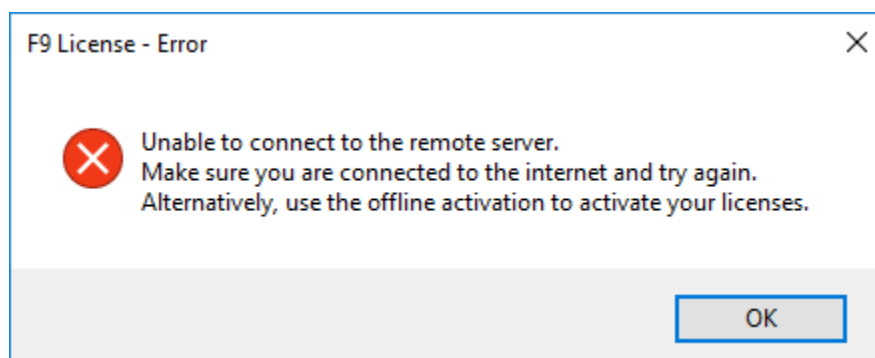 F9 License - Error
Unable to connect to the remote server.
Make sure you are connected to the internet and try again.
Alternatively, use the offline activation to activate your licenses.
OK